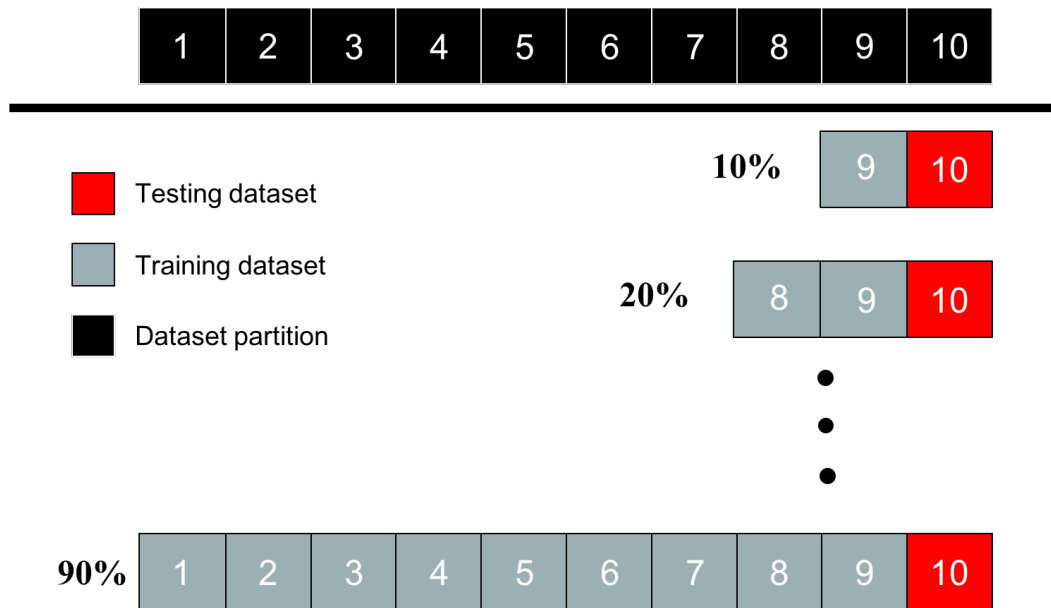 1 2 3 4 5 6 7 8 9 10
10% 9 10
Testing dataset
Training dataset
20% 8 9 10
Dataset partition
90% 1 2 3 4 5 6 7 8 9 10